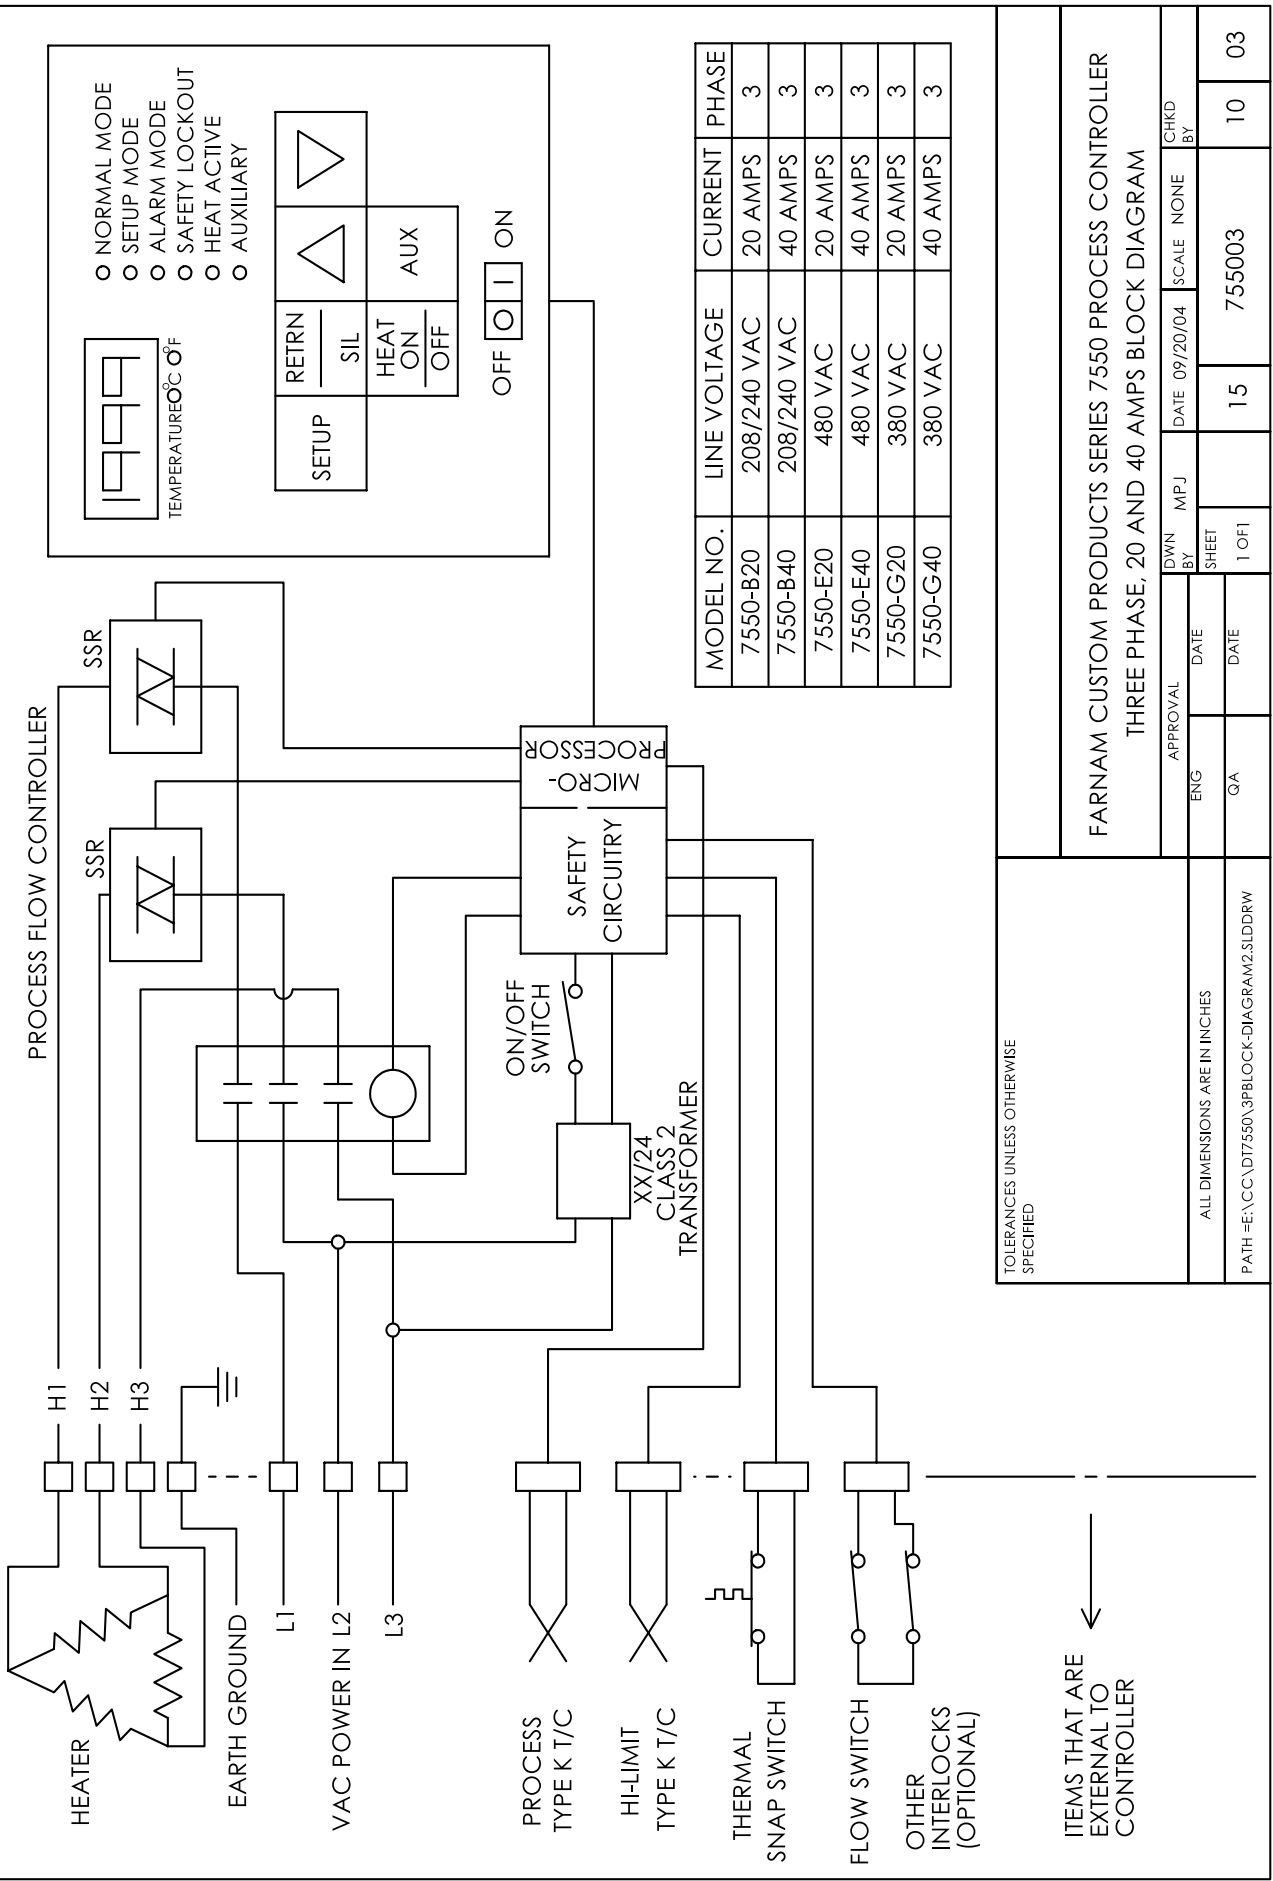 PROCESS FLOW CONTROLLER
HEATER
H1
H2
H3
SSR
SSR
EARTH GROUND
L1
VAC POWER IN L2
L3
PROCESS
TYPE K T/C
HI-LIMIT
TYPE K T/C
THERMAL
SNAP SWITCH
FLOW SWITCH
OTHER
INTERLOCKS
(OPTIONAL)
ITEMS THAT ARE
EXTERNAL TO
CONTROLLER
ON/OFF
SWITCH
XX/24
CLASS 2
TRANSFORMER
SAFETY
CIRCUITRY
MICRO-
PROCESSOR
TEMPERATURE °C °F
NORMAL MODE
SETUP MODE
ALARM MODE
SAFETY LOCKOUT
HEAT ACTIVE
AUXILIARY
SETUP
RETRN
SIL
HEAT
ON
OFF
AUX
OFF O I ON
MODEL NO. LINE VOLTAGE CURRENT PHASE
7550-B20 208/240 VAC 20 AMPS 3
7550-B40 208/240 VAC 40 AMPS 3
7550-E20 480 VAC 20 AMPS 3
7550-E40 480 VAC 40 AMPS 3
7550-G20 380 VAC 20 AMPS 3
7550-G40 380 VAC 40 AMPS 3
TOLERANCES UNLESS OTHERWISE
SPECIFIED
ALL DIMENSIONS ARE IN INCHES
PATH =E:\CC\DT7550\3PBLOCK-DIAGRAM2.SLDDRW
FARNAM CUSTOM PRODUCTS SERIES 7550 PROCESS CONTROLLER
THREE PHASE, 20 AND 40 AMPS BLOCK DIAGRAM
APPROVAL
ENG
DATE
QA
DATE
DWN
BY
MPJ
DATE 09/20/04
SCALE NONE
CHKD
BY
SHEET
1 OF1
15
755003
10
03